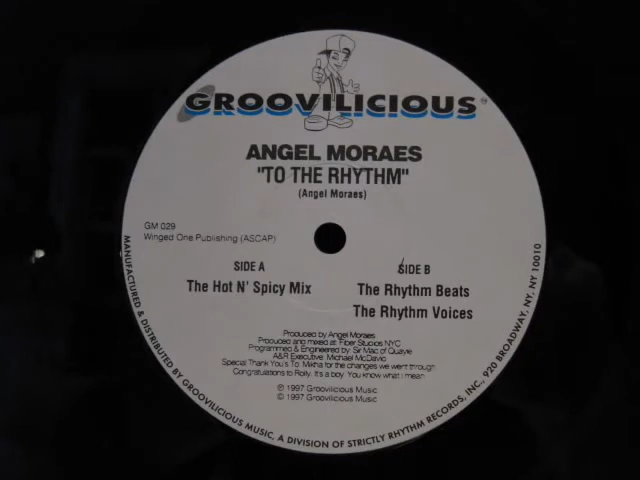 GROOVILICIOUS
ANGEL MORAES
"TO THE RHYTHM"
(Angel Moraes)
GM 029
Winged One Publishing (ASCAP)
SIDE A
The Hot N' Spicy Mix
SIDE B
The Rhythm Beats
The Rhythm Voices
Produced by Angel Moraes
Produced and mixed at Fiber Studios NYC
Programmed & Engineered by: Sir Mac of Quayle
A&R Executive: Michael McDavid
Special Thank You's To: Mikha for the changes we went through
Congratulations to Rolly. It's a boy. You know what I mean
℗ 1997 Groovilicious Music
© 1997 Groovilicious Music
MANUFACTURED & DISTRIBUTED BY GROOVILICIOUS MUSIC, A DIVISION OF STRICTLY RHYTHM RECORDS, INC., 920 BROADWAY, NY, NY 10010